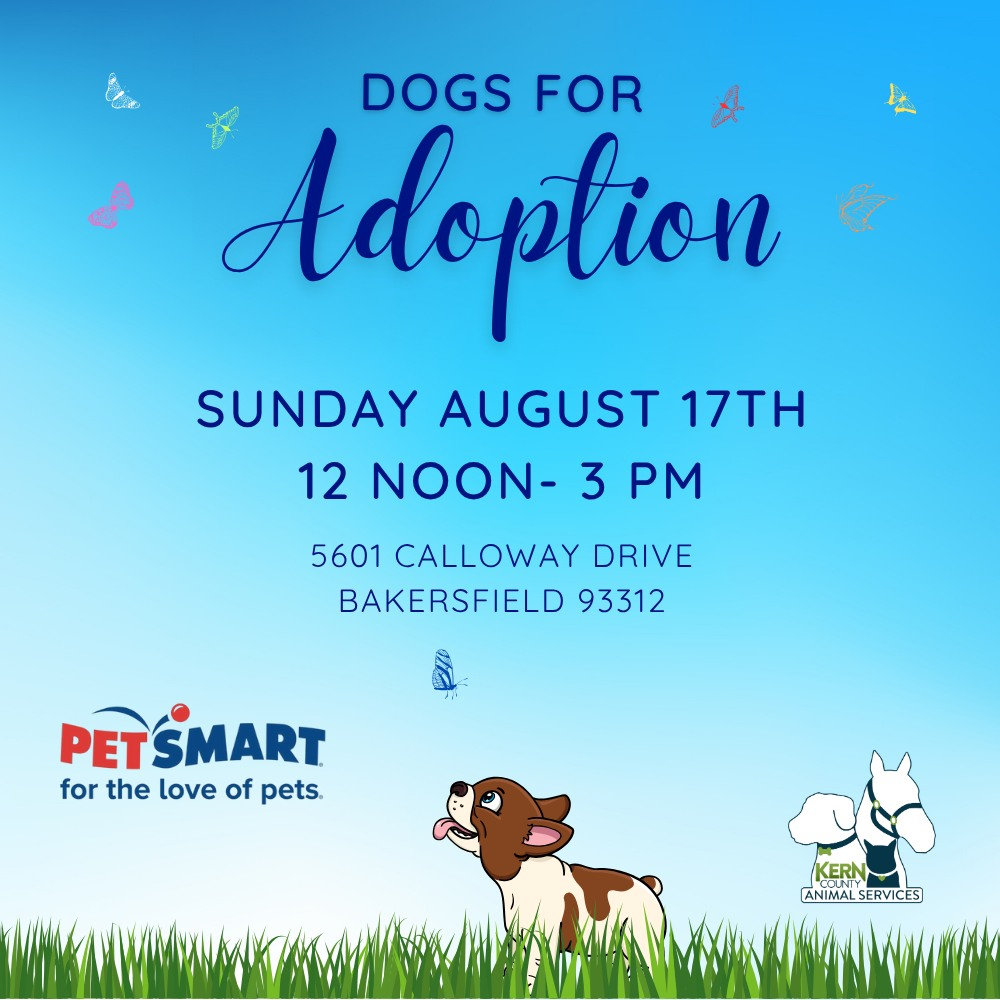 DOGS FOR
Adoption
SUNDAY AUGUST 17TH
12 NOON- 3 PM
5601 CALLOWAY DRIVE
BAKERSFIELD 93312
PETSMART
for the love of pets.
KERN
COUNTY
ANIMAL SERVICES